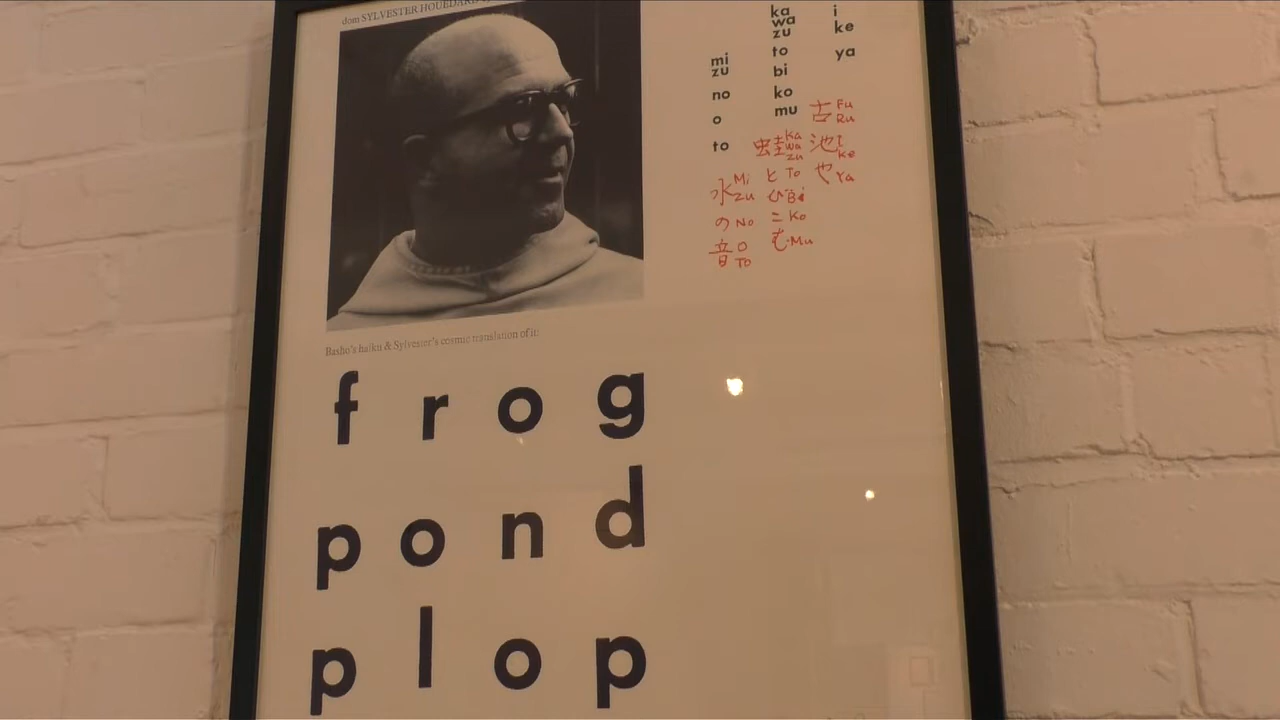 dom SYLVESTER HOUÉDARD
i
ke
ya
ka
wa
zu
to
bi
ko
mu
mi
zu
no
o
to
古 Fu Ru
池 I Ke
や Ya
蛙 Ka wa zu
と To
び Bi
こ Ko
む Mu
水 Mi Zu
の No
音 O To
Basho's haiku & Sylvester's cosmic translation of it:
frog
pond
plop